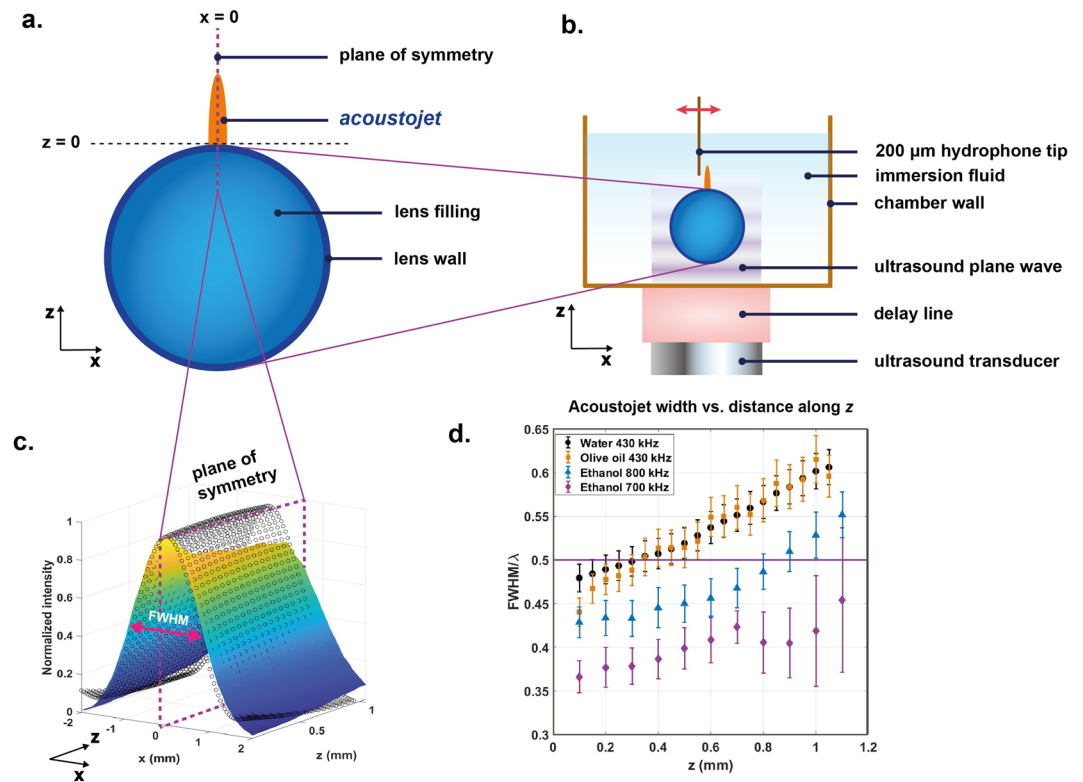 a.
x = 0
plane of symmetry
acoustojet
z = 0
lens filling
lens wall
z
x
b.
200 µm hydrophone tip
immersion fluid
chamber wall
ultrasound plane wave
delay line
ultrasound transducer
z
x
c.
plane of
symmetry
FWHM
Normalized intensity
1
0.8
0.6
0.4
0.2
0
-2
-1
0
1
2
x (mm)
0.5
1
z (mm)
z
x
d.
Acoustojet width vs. distance along z
Water 430 kHz
Olive oil 430 kHz
Ethanol 800 kHz
Ethanol 700 kHz
FWHM/λ
0.65
0.6
0.55
0.5
0.45
0.4
0.35
0.3
0
0.2
0.4
0.6
0.8
1
1.2
z (mm)